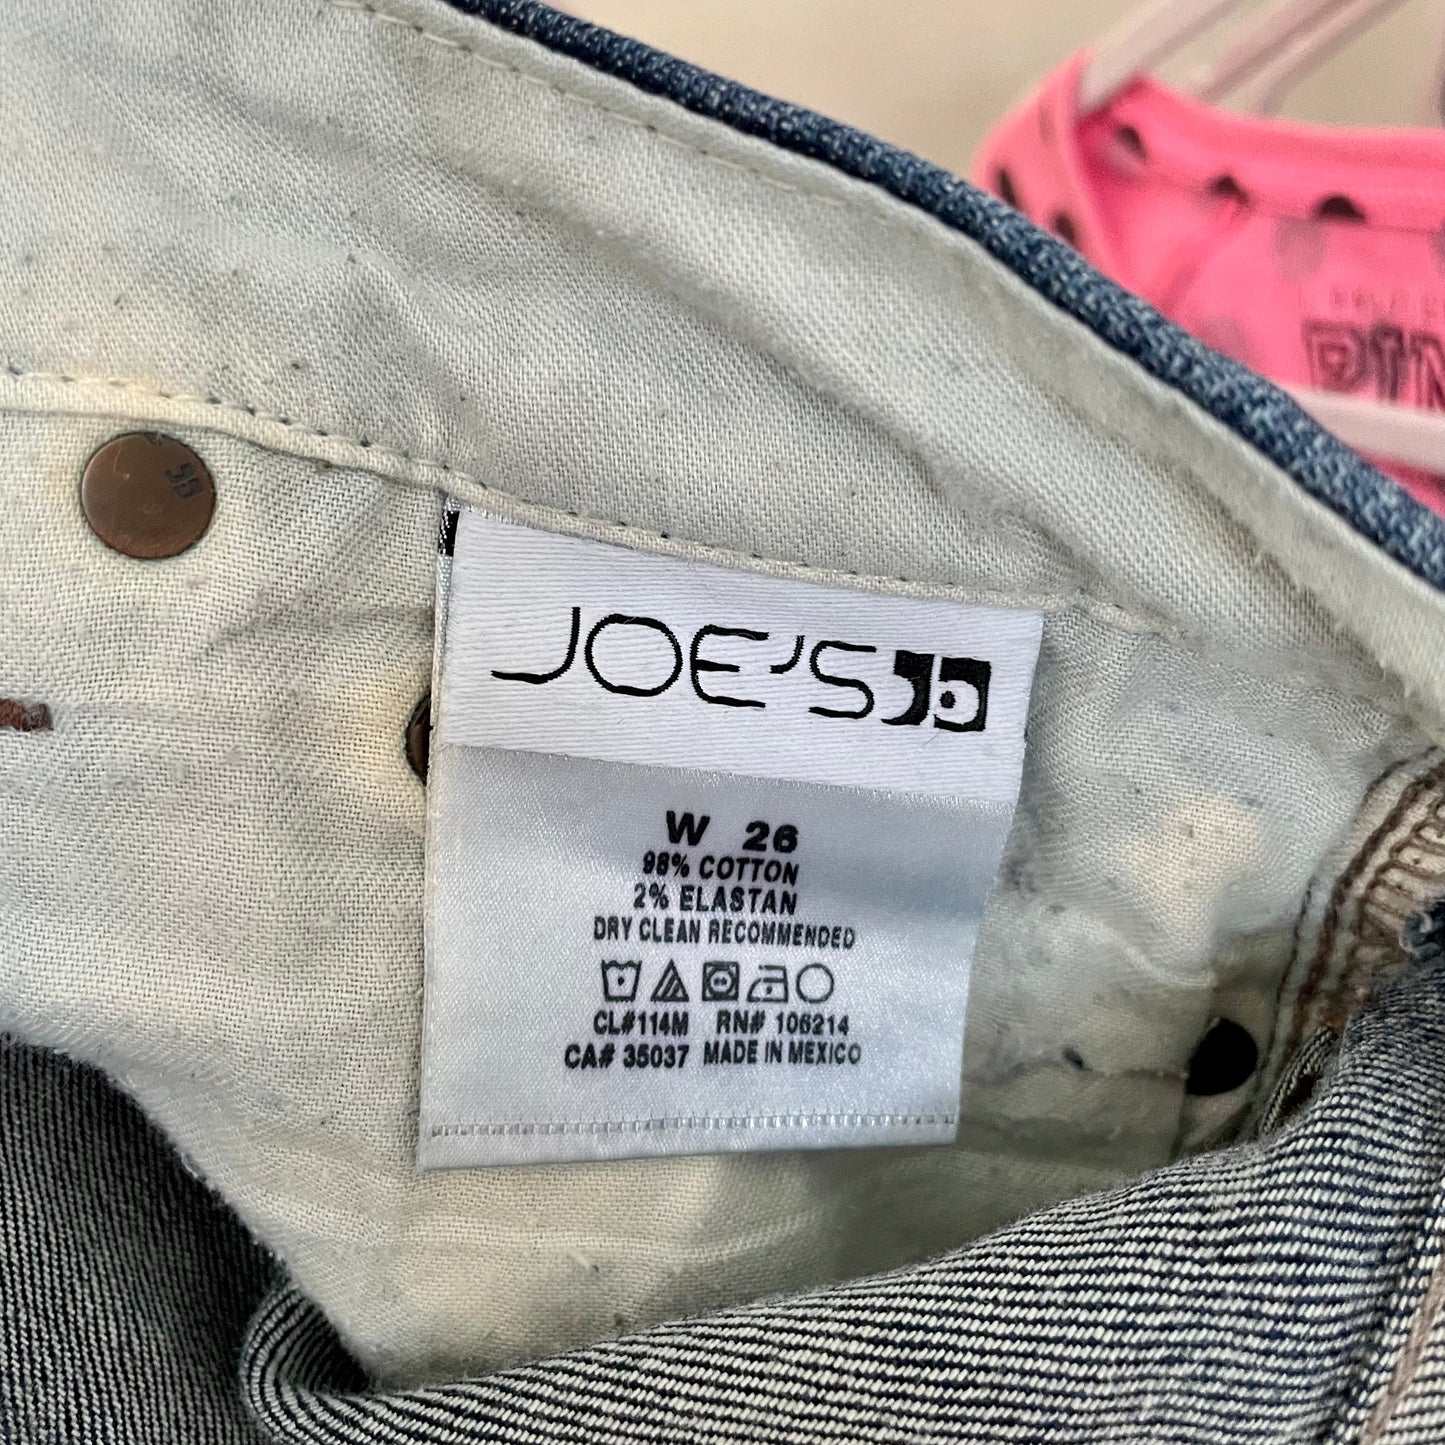 JOE'S
W 26
98% COTTON
2% ELASTAN
DRY CLEAN RECOMMENDED
CL#114M RN# 106214
CA# 35037 MADE IN MEXICO